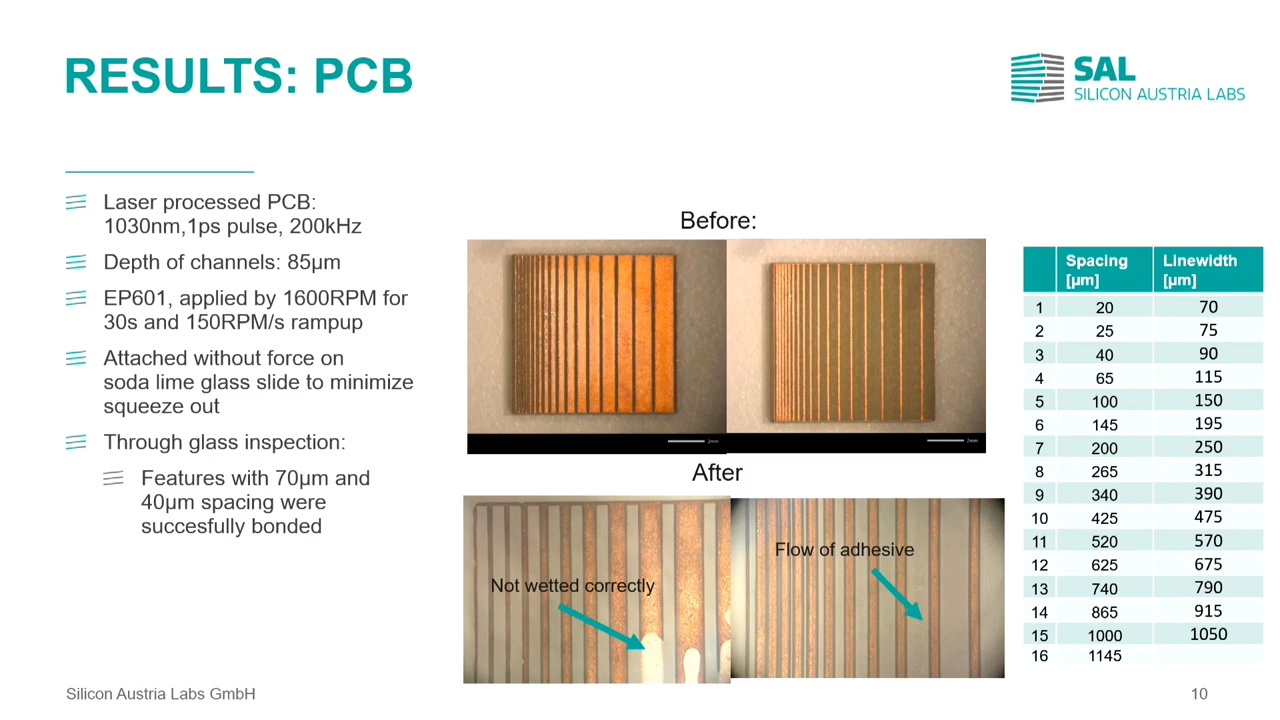 RESULTS: PCB
SAL
SILICON AUSTRIA LABS
Laser processed PCB:
1030nm,1ps pulse, 200kHz
Depth of channels: 85µm
EP601, applied by 1600RPM for
30s and 150RPM/s rampup
Attached without force on
soda lime glass slide to minimize
squeeze out
Through glass inspection:
Features with 70µm and
40µm spacing were
succesfully bonded
Before:
2mm
2mm
After
Not wetted correctly
Flow of adhesive
Spacing [µm] Linewidth [µm]
1 20 70
2 25 75
3 40 90
4 65 115
5 100 150
6 145 195
7 200 250
8 265 315
9 340 390
10 425 475
11 520 570
12 625 675
13 740 790
14 865 915
15 1000 1050
16 1145
Silicon Austria Labs GmbH
10